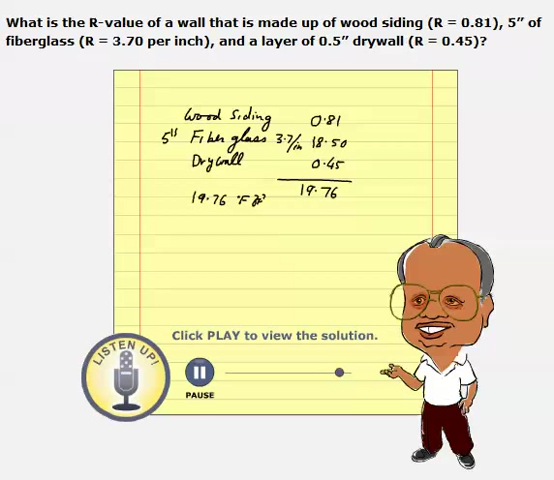 What is the R-value of a wall that is made up of wood siding (R = 0.81), 5” of
fiberglass (R = 3.70 per inch), and a layer of 0.5” drywall (R = 0.45)?
Wood Siding 0.81
5" Fiber glass 3.7/in 18.50
Drywall 0.45
19.76 °F ft² 19.76
Click PLAY to view the solution.
LISTEN UP!
PAUSE